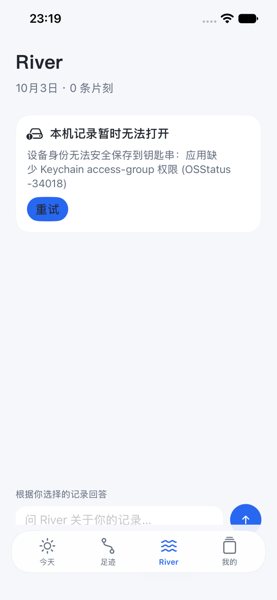 23:19
River
10月3日 · 0 条片刻
本机记录暂时无法打开
设备身份无法安全保存到钥匙串：应用缺
少 Keychain access-group 权限 (OSStatus
-34018)
重试
根据你选择的记录回答
问 River 关于你的记录...
今天
足迹
River
我的